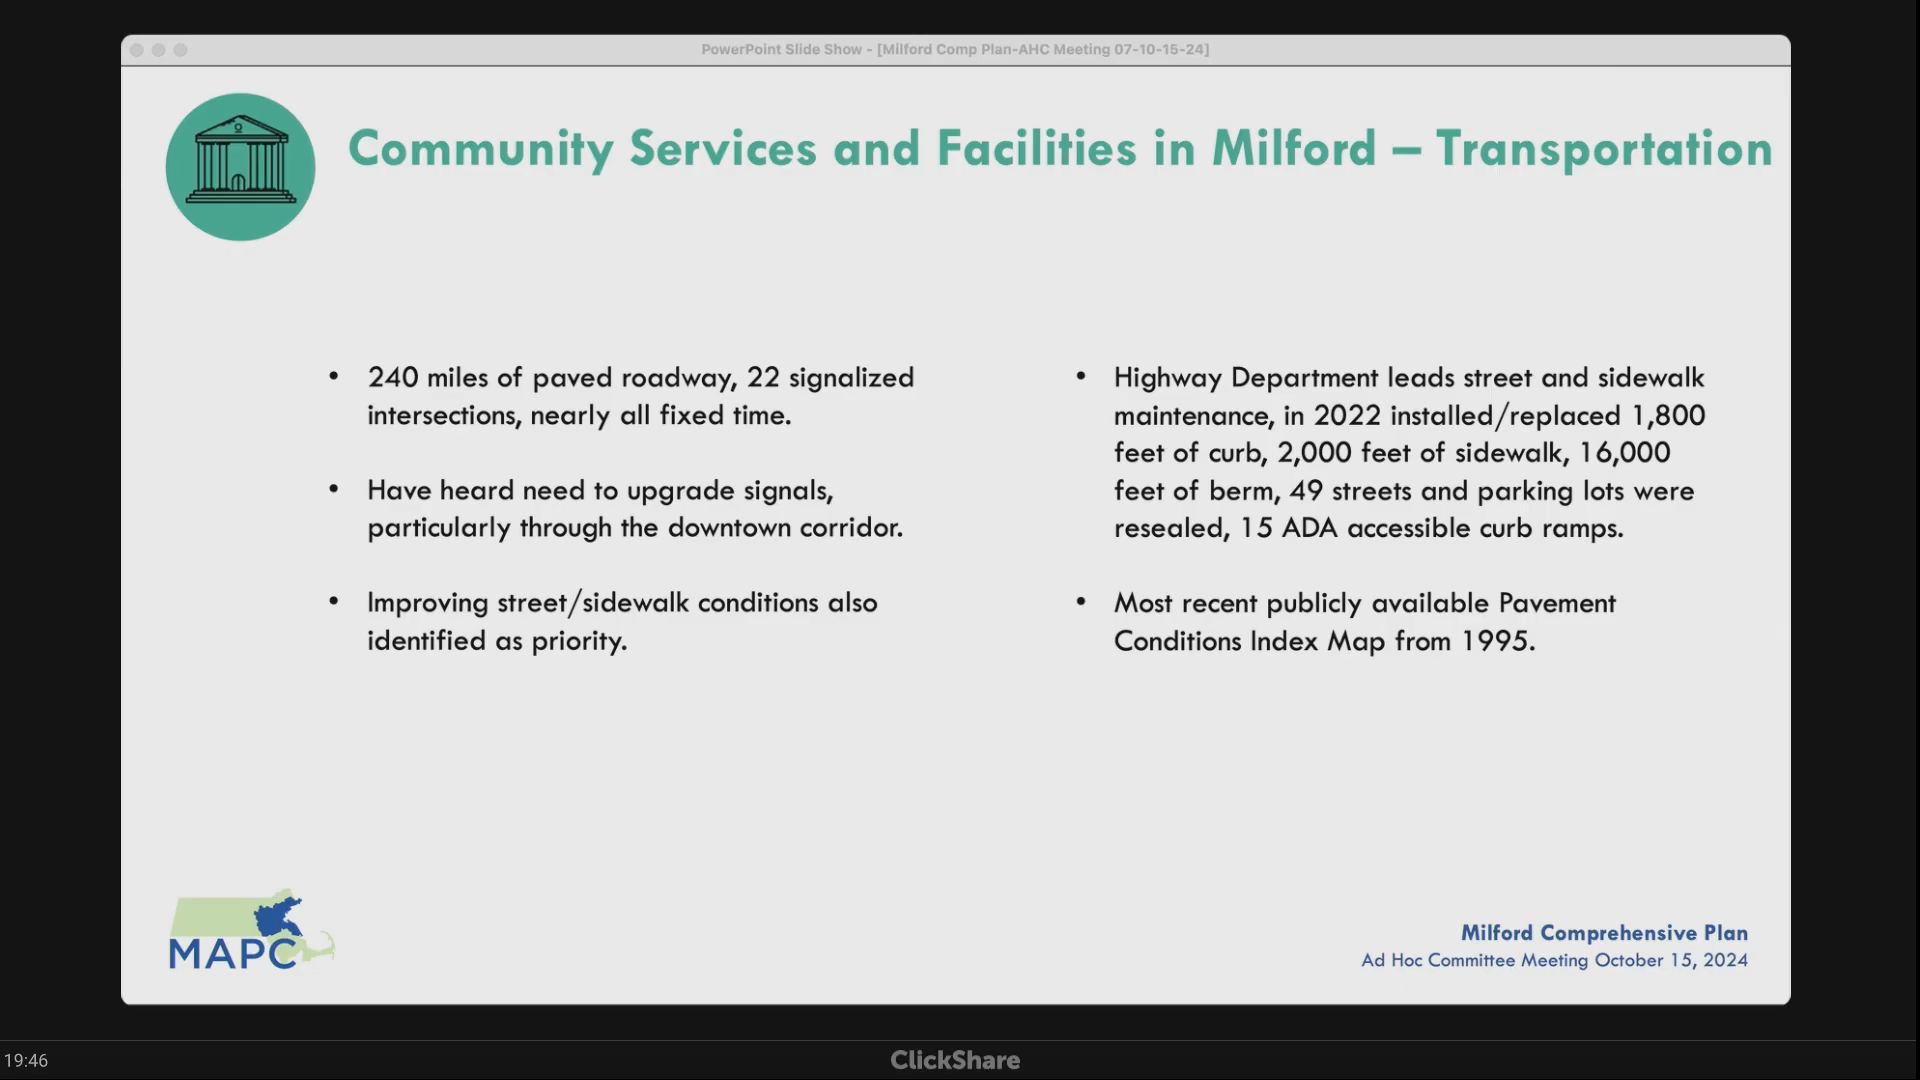 PowerPoint Slide Show - [Milford Comp Plan-AHC Meeting 07-10-15-24]
Community Services and Facilities in Milford – Transportation
• 240 miles of paved roadway, 22 signalized
intersections, nearly all fixed time.
• Have heard need to upgrade signals,
particularly through the downtown corridor.
• Improving street/sidewalk conditions also
identified as priority.
• Highway Department leads street and sidewalk
maintenance, in 2022 installed/replaced 1,800
feet of curb, 2,000 feet of sidewalk, 16,000
feet of berm, 49 streets and parking lots were
resealed, 15 ADA accessible curb ramps.
• Most recent publicly available Pavement
Conditions Index Map from 1995.
MAPC
Milford Comprehensive Plan
Ad Hoc Committee Meeting October 15, 2024
19:46
ClickShare